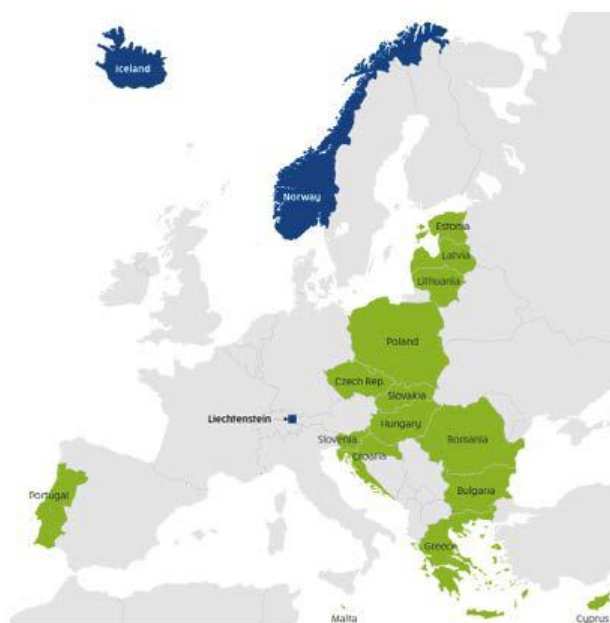 Iceland
Norway
Estonia
Latvia
Lithuania
Poland
Czech Rep.
Slovakia
Liechtenstein
Hungary
Slovenia
Croatia
Romania
Portugal
Bulgaria
Greece
Malta
Cyprus